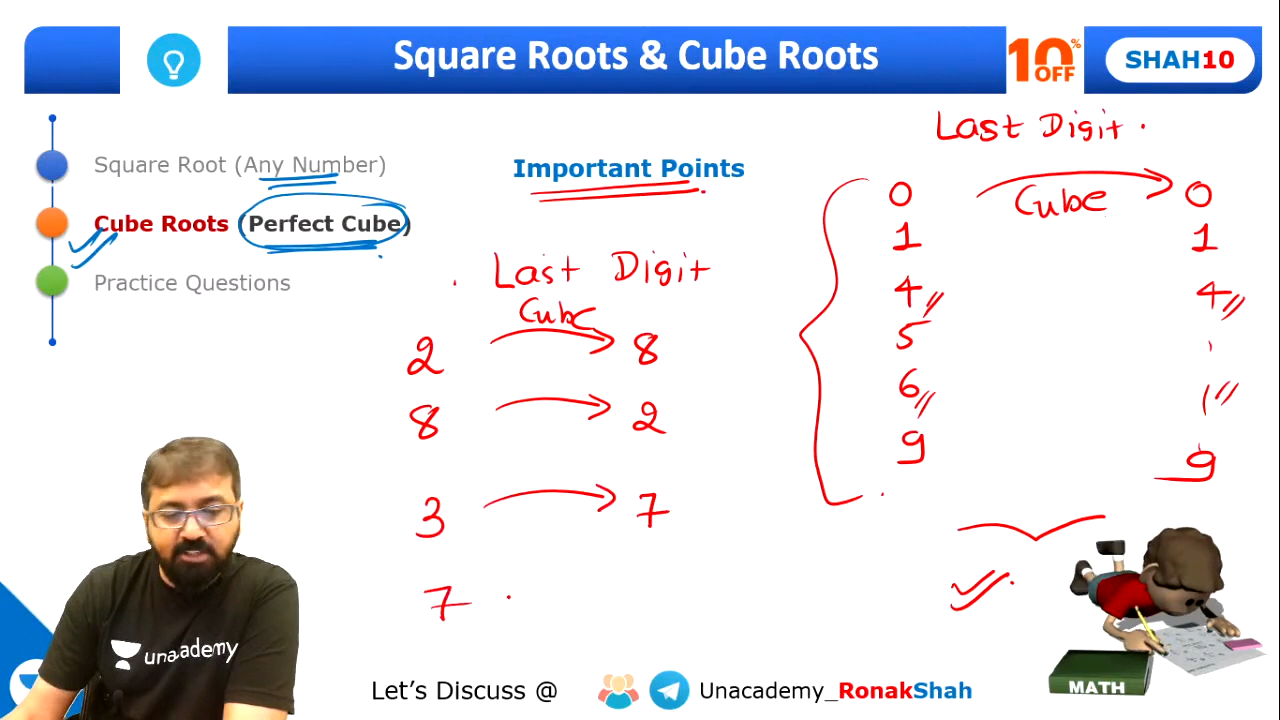 Square Roots & Cube Roots
10% OFF
SHAH10
Square Root (Any Number)
Cube Roots (Perfect Cube)
Practice Questions
Important Points
Last Digit
Cube
2 → 8
8 → 2
3 → 7
7
Last Digit.
0 Cube → 0
1 1
4 4
5
6
9 9
unacademy
MATH
Let's Discuss @ Unacademy_RonakShah